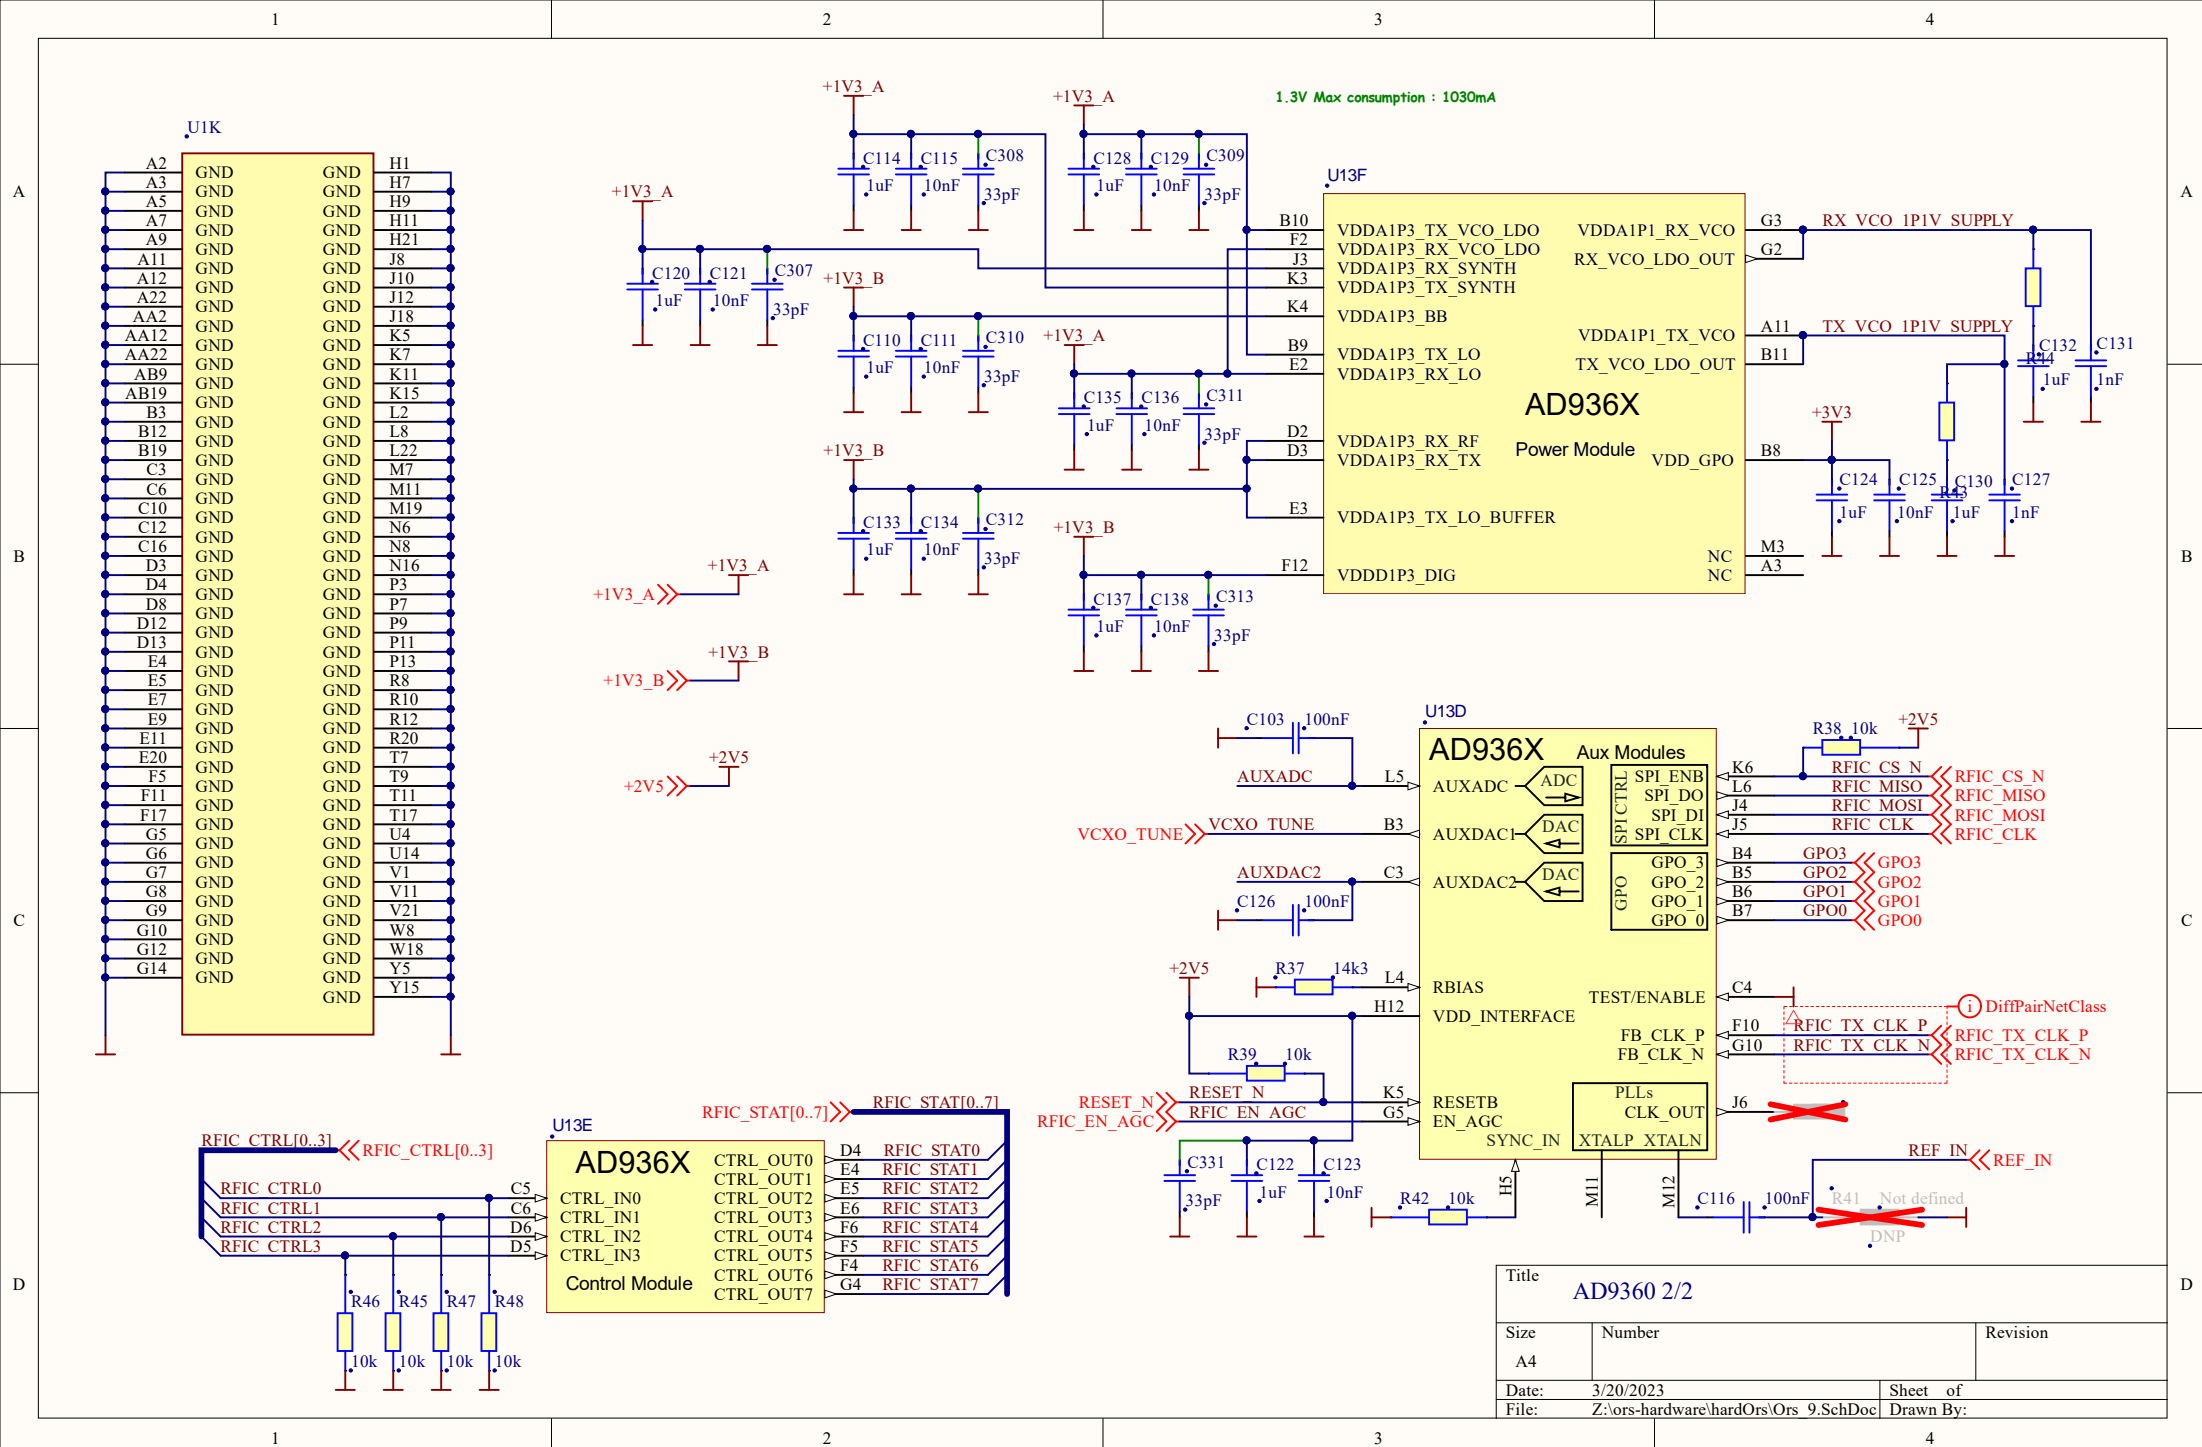 1 2 3 4
A B C D
A B C D
1 2 3 4
U1K
A2 GND GND H1
A3 GND GND H7
A5 GND GND H9
A7 GND GND H11
A9 GND GND H21
A11 GND GND J8
A12 GND GND J10
A22 GND GND J12
AA2 GND GND J18
AA12 GND GND K5
AA22 GND GND K7
AB9 GND GND K11
AB19 GND GND K15
B3 GND GND L2
B12 GND GND L8
B19 GND GND L22
C3 GND GND M7
C6 GND GND M11
C10 GND GND M19
C12 GND GND N6
C16 GND GND N8
D3 GND GND N16
D4 GND GND P3
D8 GND GND P7
D12 GND GND P9
D13 GND GND P11
E4 GND GND P13
E5 GND GND R8
E7 GND GND R10
E9 GND GND R12
E11 GND GND R20
E20 GND GND T7
F5 GND GND T9
F11 GND GND T11
F17 GND GND T17
G5 GND GND U4
G6 GND GND U14
G7 GND GND V1
G8 GND GND V11
G9 GND GND V21
G10 GND GND W8
G12 GND GND W18
G14 GND GND Y5
GND Y15
+1V3_A
C114 C115 C308
1uF 10nF 33pF
+1V3_A
C128 C129 C309
1uF 10nF 33pF
1.3V Max consumption : 1030mA
+1V3_A
C120 C121 C307
1uF 10nF 33pF
+1V3_B
C110 C111 C310
1uF 10nF 33pF
+1V3_A
C135 C136 C311
1uF 10nF 33pF
+1V3_B
C133 C134 C312
1uF 10nF 33pF
+1V3_B
C137 C138 C313
1uF 10nF 33pF
+1V3_A +1V3_A
+1V3_B +1V3_B
+2V5 +2V5
U13F
B10 VDDA1P3_TX_VCO_LDO
F2 VDDA1P3_RX_VCO_LDO
J3 VDDA1P3_RX_SYNTH
K3 VDDA1P3_TX_SYNTH
K4 VDDA1P3_BB
B9 VDDA1P3_TX_LO
E2 VDDA1P3_RX_LO
D2 VDDA1P3_RX_RF
D3 VDDA1P3_RX_TX
E3 VDDA1P3_TX_LO_BUFFER
F12 VDDD1P3_DIG
AD936X
Power Module
VDDA1P1_RX_VCO G3 RX_VCO_1P1V_SUPPLY
RX_VCO_LDO_OUT G2
VDDA1P1_TX_VCO A11 TX_VCO_1P1V_SUPPLY
TX_VCO_LDO_OUT B11
VDD_GPO B8
NC M3
NC A3
R44
C132 C131
1uF 1nF
+3V3
C124 C125 C130 C127
R43
1uF 10nF 1uF 1nF
U13D
AD936X Aux Modules
C103 100nF
AUXADC L5 AUXADC ADC
VCXO_TUNE VCXO_TUNE B3 AUXDAC1 DAC
AUXDAC2 C3 AUXDAC2 DAC
C126 100nF
+2V5
R37 14k3 L4 RBIAS
H12 VDD_INTERFACE
R39 10k
RESET_N RESET_N K5 RESETB
RFIC_EN_AGC RFIC_EN_AGC G5 EN_AGC
C331 C122 C123
33pF 1uF 10nF
R42 10k
SYNC_IN H5
R38 10k +2V5
SPI CTRL
SPI_ENB K6 RFIC_CS_N RFIC_CS_N
SPI_DO L6 RFIC_MISO RFIC_MISO
SPI_DI J4 RFIC_MOSI RFIC_MOSI
SPI_CLK J5 RFIC_CLK RFIC_CLK
GPO
GPO_3 B4 GPO3 GPO3
GPO_2 B5 GPO2 GPO2
GPO_1 B6 GPO1 GPO1
GPO_0 B7 GPO0 GPO0
TEST/ENABLE C4
i DiffPairNetClass
FB_CLK_P F10 RFIC_TX_CLK_P RFIC_TX_CLK_P
FB_CLK_N G10 RFIC_TX_CLK_N RFIC_TX_CLK_N
PLLs
CLK_OUT J6
XTALP XTALN
M11 M12
REF_IN REF_IN
C116 100nF R41 Not defined
DNP
RFIC_STAT[0..7] RFIC_STAT[0..7]
RFIC_CTRL[0..3] RFIC_CTRL[0..3]
U13E
AD936X
Control Module
RFIC_CTRL0 C5 CTRL_IN0
RFIC_CTRL1 C6 CTRL_IN1
RFIC_CTRL2 D6 CTRL_IN2
RFIC_CTRL3 D5 CTRL_IN3
CTRL_OUT0 D4 RFIC_STAT0
CTRL_OUT1 E4 RFIC_STAT1
CTRL_OUT2 E5 RFIC_STAT2
CTRL_OUT3 E6 RFIC_STAT3
CTRL_OUT4 F6 RFIC_STAT4
CTRL_OUT5 F5 RFIC_STAT5
CTRL_OUT6 F4 RFIC_STAT6
CTRL_OUT7 G4 RFIC_STAT7
R46 R45 R47 R48
10k 10k 10k 10k
Title
AD9360 2/2
Size Number Revision
A4
Date: 3/20/2023 Sheet of
File: Z:\ors-hardware\hardOrs\Ors_9.SchDoc Drawn By: